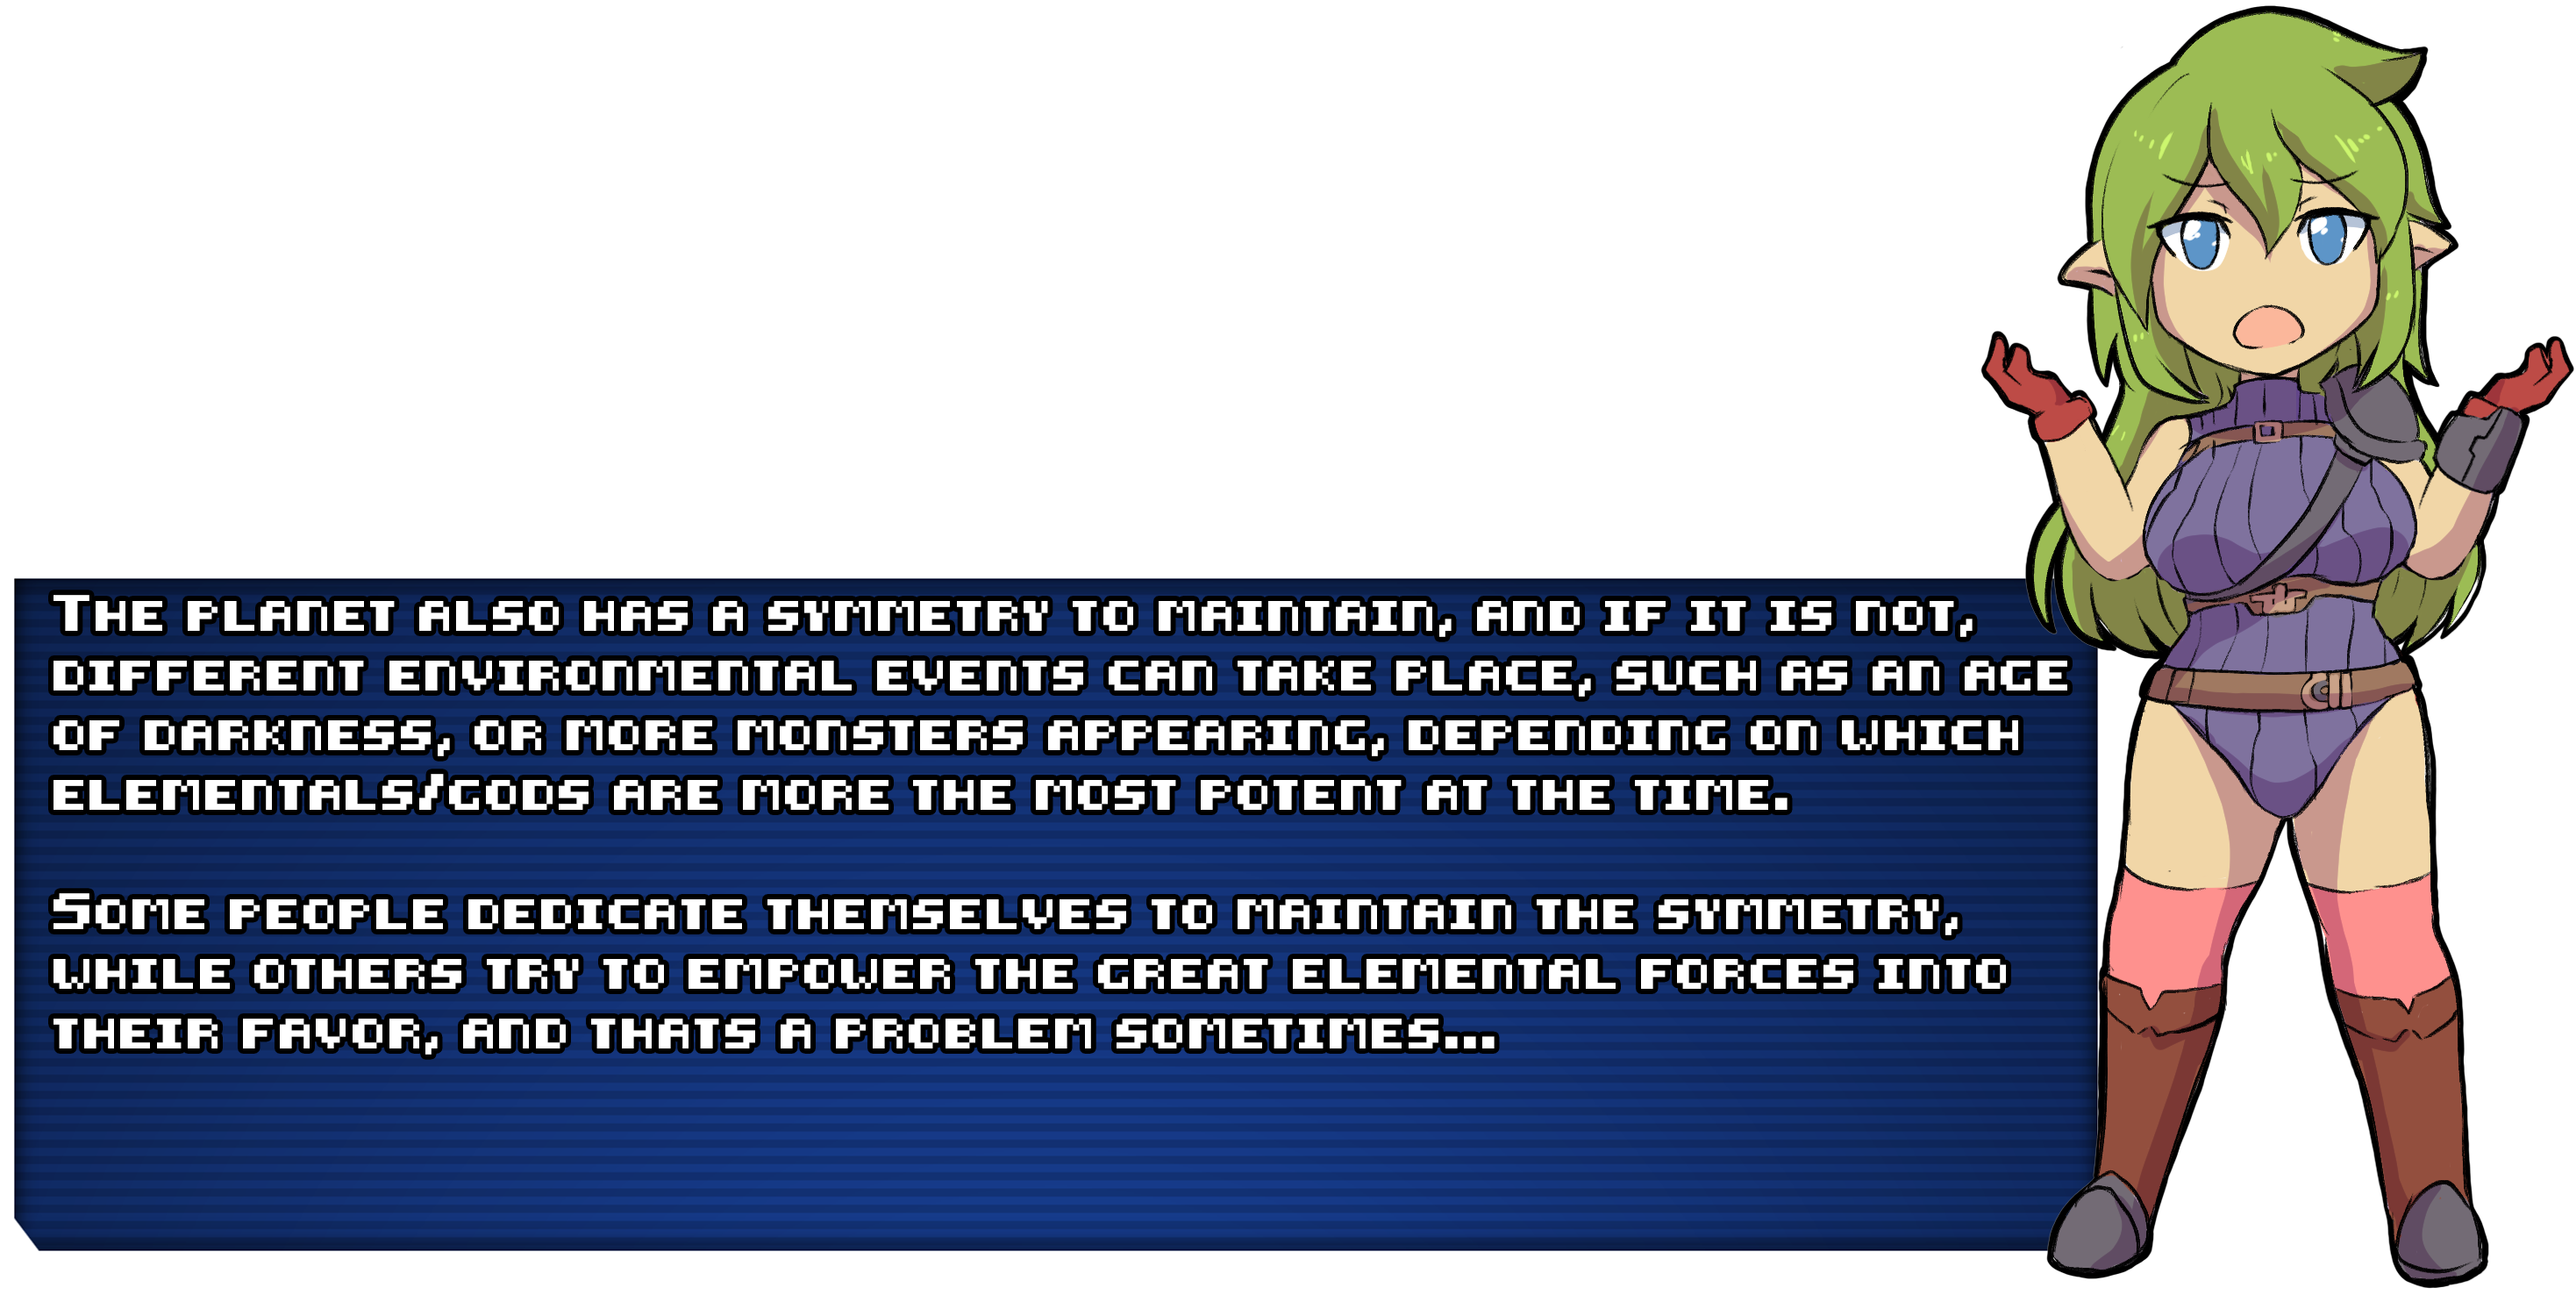 The planet also has a symmetry to maintain, and if it is not,
different environmental events can take place, such as an age
of darkness, or more monsters appearing, depending on which
elementals/gods are more the most potent at the time.
Some people dedicate themselves to maintain the symmetry,
while others try to empower the great elemental forces into
their favor, and thats a problem sometimes...